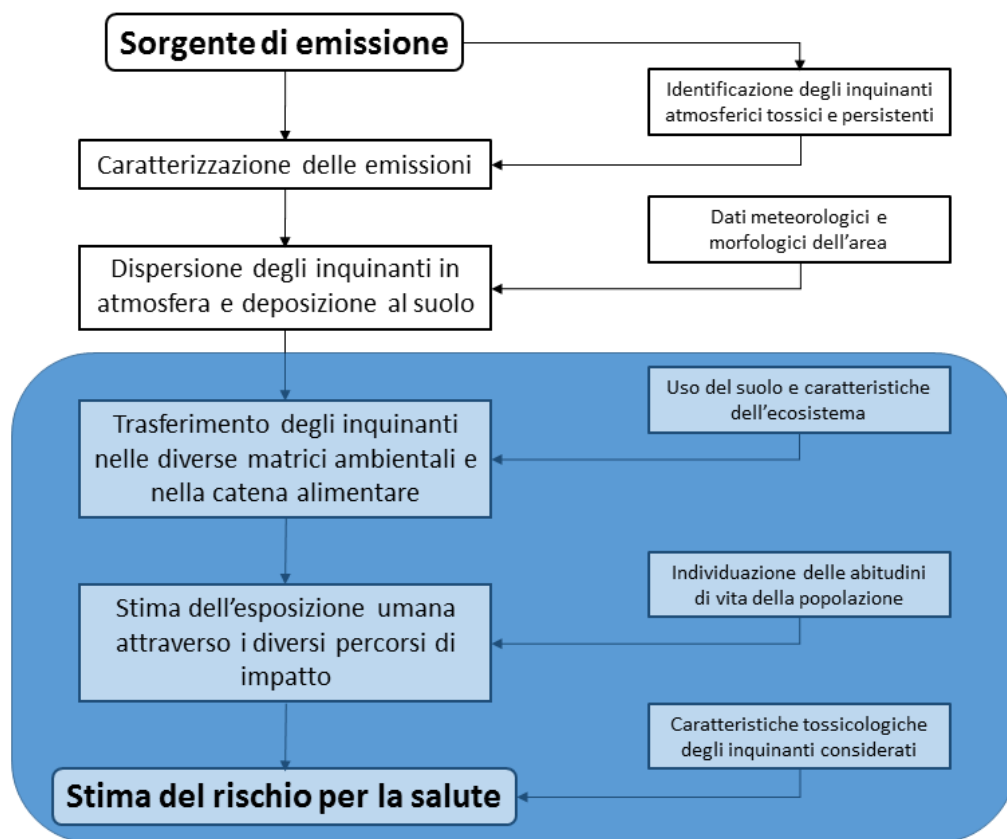 Sorgente di emissione
Identificazione degli inquinanti
atmosferici tossici e persistenti
Caratterizzazione delle emissioni
Dati meteorologici e
morfologici dell'area
Dispersione degli inquinanti in
atmosfera e deposizione al suolo
Uso del suolo e caratteristiche
dell'ecosistema
Trasferimento degli inquinanti
nelle diverse matrici ambientali e
nella catena alimentare
Individuazione delle abitudini
di vita della popolazione
Stima dell'esposizione umana
attraverso i diversi percorsi di
impatto
Caratteristiche tossicologiche
degli inquinanti considerati
Stima del rischio per la salute